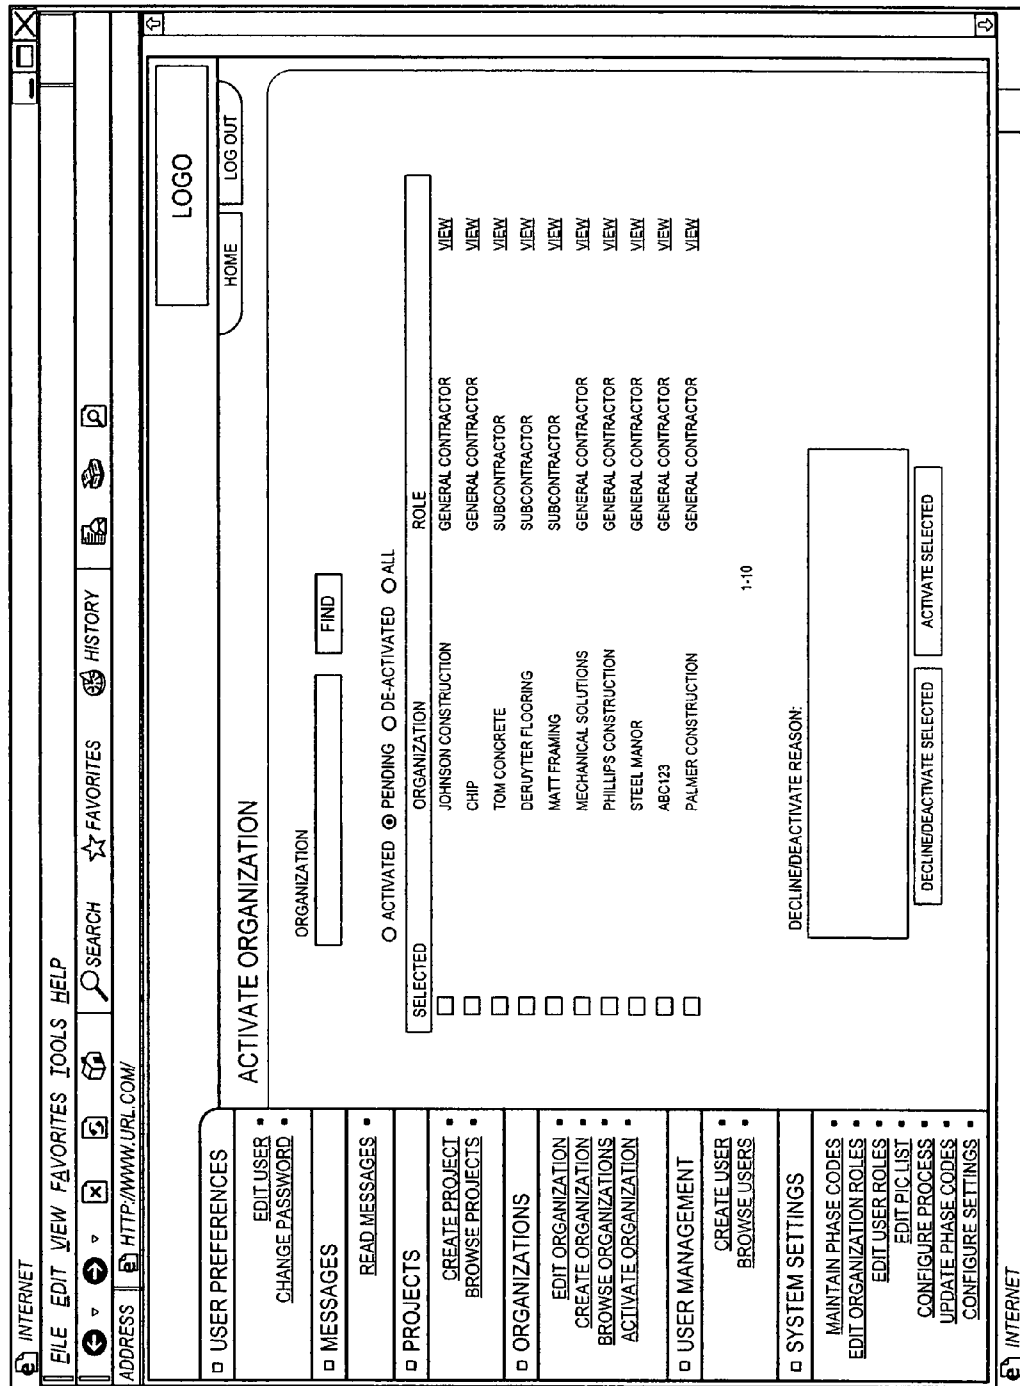 INTERNET
FILE EDIT VIEW FAVORITES TOOLS HELP
SEARCH FAVORITES HISTORY
ADDRESS HTTP://WWW.URL.COM/
LOGO
HOME LOG OUT
USER PREFERENCES
EDIT USER
CHANGE PASSWORD
MESSAGES
READ MESSAGES
PROJECTS
CREATE PROJECT
BROWSE PROJECTS
ORGANIZATIONS
EDIT ORGANIZATION
CREATE ORGANIZATION
BROWSE ORGANIZATIONS
ACTIVATE ORGANIZATION
USER MANAGEMENT
CREATE USER
BROWSE USERS
SYSTEM SETTINGS
MAINTAIN PHASE CODES
EDIT ORGANIZATION ROLES
EDIT USER ROLES
EDIT PIC LIST
CONFIGURE PROCESS
UPDATE PHASE CODES
CONFIGURE SETTINGS
ACTIVATE ORGANIZATION
ORGANIZATION
FIND
ACTIVATED PENDING DE-ACTIVATED ALL
SELECTED ORGANIZATION ROLE
JOHNSON CONSTRUCTION GENERAL CONTRACTOR VIEW
CHIP GENERAL CONTRACTOR VIEW
TOM CONCRETE SUBCONTRACTOR VIEW
DERUYTER FLOORING SUBCONTRACTOR VIEW
MATT FRAMING SUBCONTRACTOR VIEW
MECHANICAL SOLUTIONS GENERAL CONTRACTOR VIEW
PHILLIPS CONSTRUCTION GENERAL CONTRACTOR VIEW
STEEL MANOR GENERAL CONTRACTOR VIEW
ABC123 GENERAL CONTRACTOR VIEW
PALMER CONSTRUCTION GENERAL CONTRACTOR VIEW
1-10
DECLINE/DEACTIVATE REASON:
DECLINE/DEACTIVATE SELECTED ACTIVATE SELECTED
INTERNET